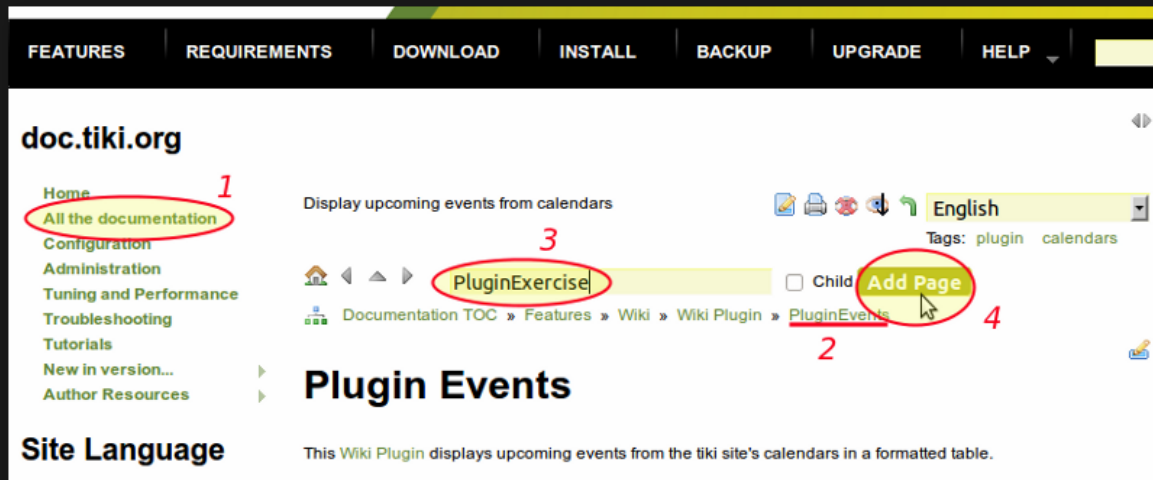 FEATURES REQUIREMENTS DOWNLOAD INSTALL BACKUP UPGRADE HELP
doc.tiki.org
Home
1
All the documentation
Configuration
Administration
Tuning and Performance
Troubleshooting
Tutorials
New in version...
Author Resources
Site Language
Display upcoming events from calendars
English
Tags: plugin calendars
3
PluginExercise
Child
Add Page
4
Documentation TOC » Features » Wiki » Wiki Plugin » PluginEvents
2
Plugin Events
This Wiki Plugin displays upcoming events from the tiki site's calendars in a formatted table.